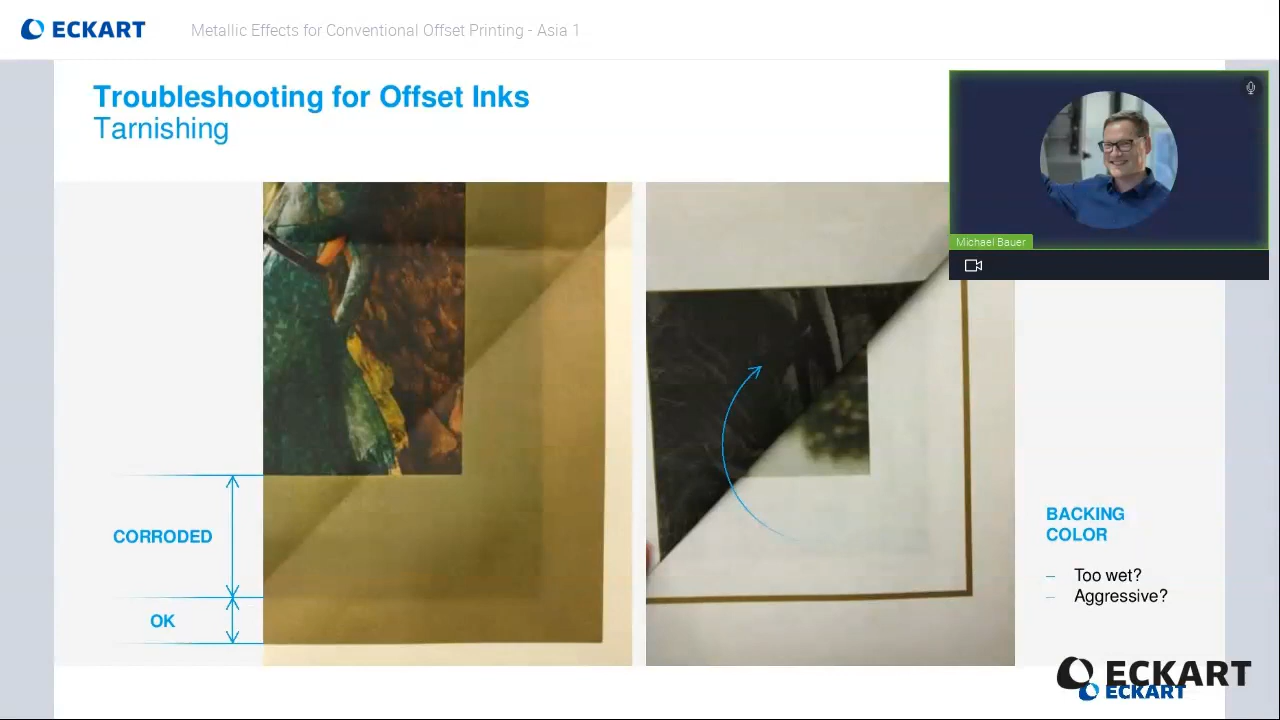 ECKART
Metallic Effects for Conventional Offset Printing - Asia 1
Troubleshooting for Offset Inks
Tarnishing
Michael Bauer
CORRODED
OK
BACKING
COLOR
– Too wet?
– Aggressive?
ECKART
ECKART